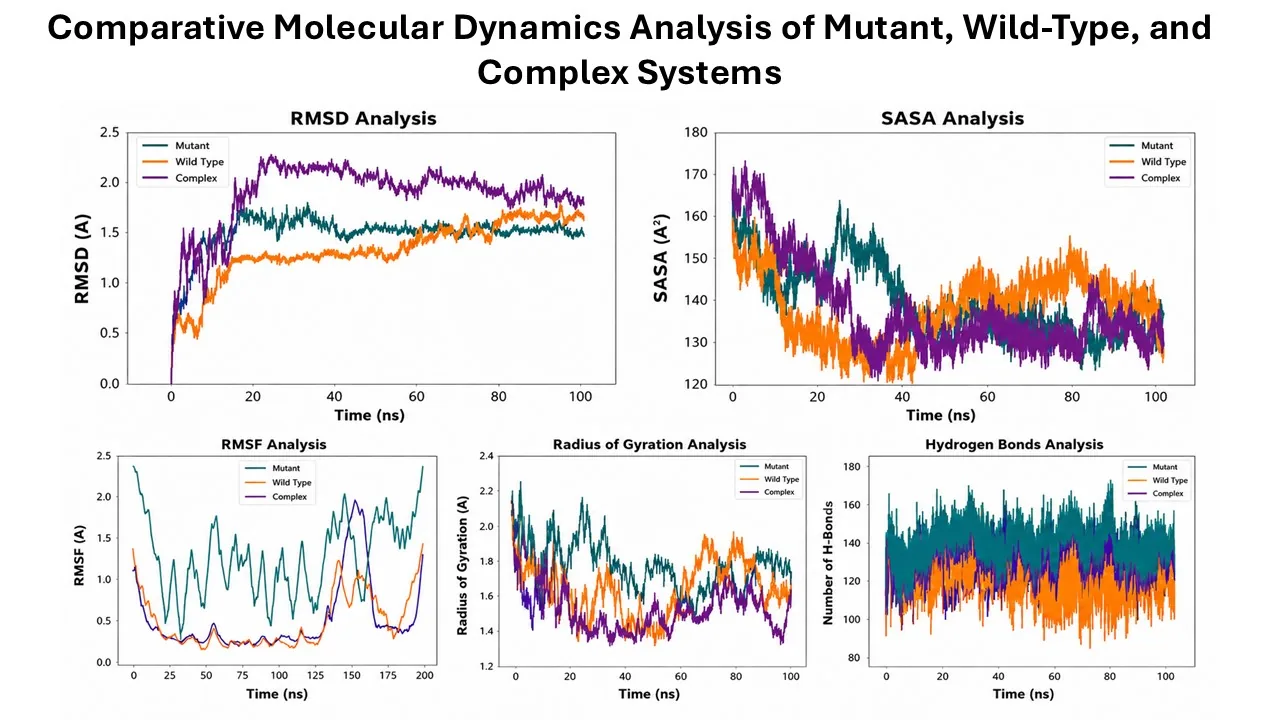 Comparative Molecular Dynamics Analysis of Mutant, Wild-Type, and
Complex Systems
RMSD Analysis
2.5
2.0
1.5
1.0
0.5
0.0
RMSD (A)
Mutant
Wild Type
Complex
0 20 40 60 80 100
Time (ns)
SASA Analysis
180
170
160
150
140
130
120
SASA (A²)
Mutant
Wild Type
Complex
0 20 40 60 80 100
Time (ns)
RMSF Analysis
2.5
2.0
1.5
1.0
0.5
0.0
RMSF (A)
Mutant
Wild Type
Complex
0 25 50 75 100 125 150 175 200
Time (ns)
Radius of Gyration Analysis
2.4
2.2
2.0
1.8
1.6
1.4
1.2
Radius of Gyration (A)
Mutant
Wild Type
Complex
0 20 40 60 80 100
Time (ns)
Hydrogen Bonds Analysis
180
160
140
120
100
80
Number of H-Bonds
Mutant
Wild Type
Complex
0 20 40 60 80 100
Time (ns)